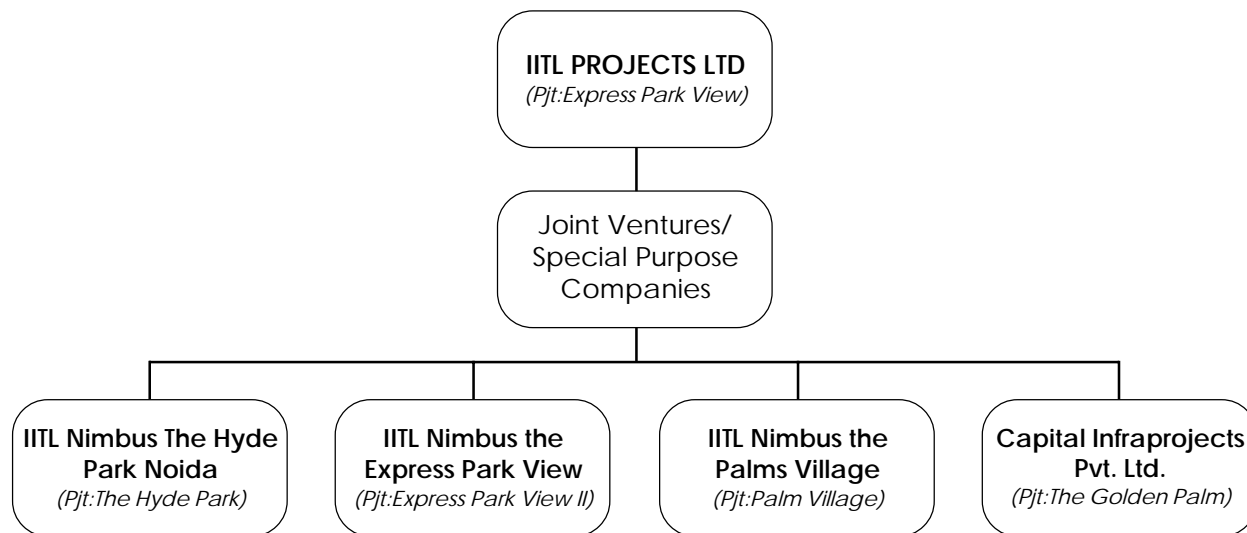 IITL PROJECTS LTD
(Pjt:Express Park View)
Joint Ventures/
Special Purpose
Companies
IITL Nimbus The Hyde
Park Noida
(Pjt:The Hyde Park)
IITL Nimbus the
Express Park View
(Pjt:Express Park View II)
IITL Nimbus the
Palms Village
(Pjt:Palm Village)
Capital Infraprojects
Pvt. Ltd.
(Pjt:The Golden Palm)